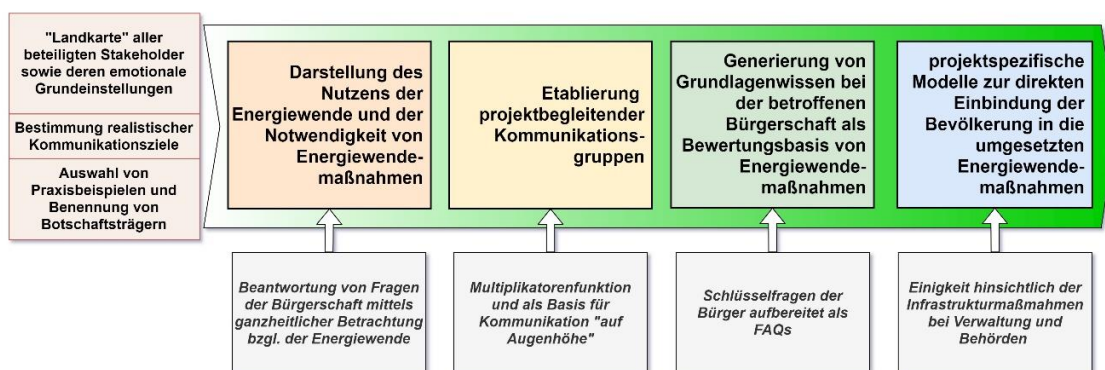 "Landkarte" aller
beteiligten Stakeholder
sowie deren emotionale
Grundeinstellungen
Bestimmung realistischer
Kommunikationsziele
Auswahl von
Praxisbeispielen und
Benennung von
Botschaftsträgern
Darstellung des
Nutzens der
Energiewende und der
Notwendigkeit von
Energiewende-
maßnahmen
Etablierung
projektbegleitender
Kommunikations-
gruppen
Generierung von
Grundlagenwissen bei
der betroffenen
Bürgerschaft als
Bewertungsbasis von
Energiewende-
maßnahmen
projektspezifische
Modelle zur direkten
Einbindung der
Bevölkerung in die
umgesetzten
Energiewende-
maßnahmen
Beantwortung von Fragen
der Bürgerschaft mittels
ganzheitlicher Betrachtung
bzgl. der Energiewende
Multiplikatorenfunktion
und als Basis für
Kommunikation "auf
Augenhöhe"
Schlüsselfragen der
Bürger aufbereitet als
FAQs
Einigkeit hinsichtlich der
Infrastrukturmaßmahmen
bei Verwaltung und
Behörden